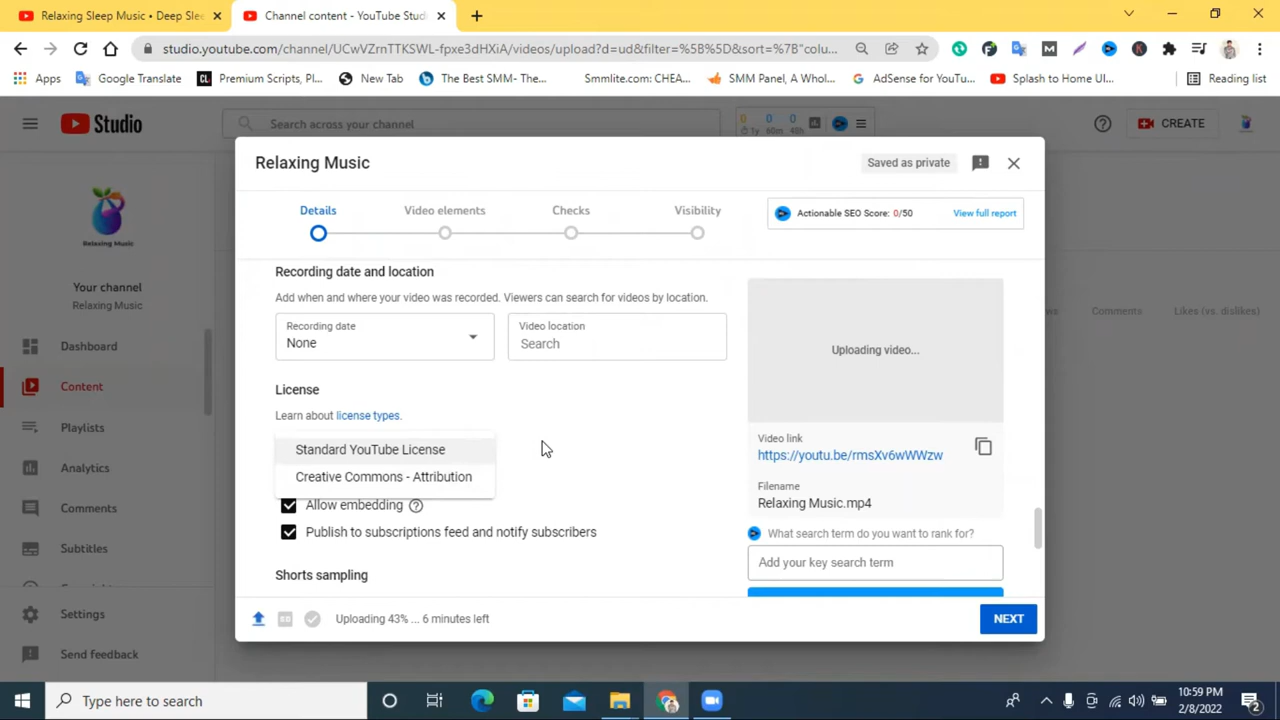 Relaxing Sleep Music • Deep Slee
Channel content - YouTube Studi
studio.youtube.com/channel/UCWVZrnTTKSWL-fpxe3dHXiA/videos/upload?d=ud&filter=%5B%5D&sort=%7B"colu...
Apps
Google Translate
Premium Scripts, Pl...
New Tab
The Best SMM- The...
Smmlite.com: CHEA...
SMM Panel, A Whol...
AdSense for YouTu...
Splash to Home UI...
Reading list
Studio
Search across your channel
0 0 0
1y 60m 48h
CREATE
Relaxing Music
Saved as private
Details
Video elements
Checks
Visibility
Actionable SEO Score: 0/50
View full report
Relaxing Music
Your channel
Relaxing Music
Dashboard
Content
Playlists
Analytics
Comments
Subtitles
Settings
Send feedback
Recording date and location
Add when and where your video was recorded. Viewers can search for videos by location.
Recording date
None
Video location
Search
License
Learn about license types.
Standard YouTube License
Creative Commons - Attribution
Allow embedding
Publish to subscriptions feed and notify subscribers
Shorts sampling
Uploading video...
Video link
https://youtu.be/rmsXv6wWWzw
Filename
Relaxing Music.mp4
What search term do you want to rank for?
Add your key search term
Comments
Likes (vs. dislikes)
Uploading 43% ... 6 minutes left
NEXT
Type here to search
10:59 PM
2/8/2022
2